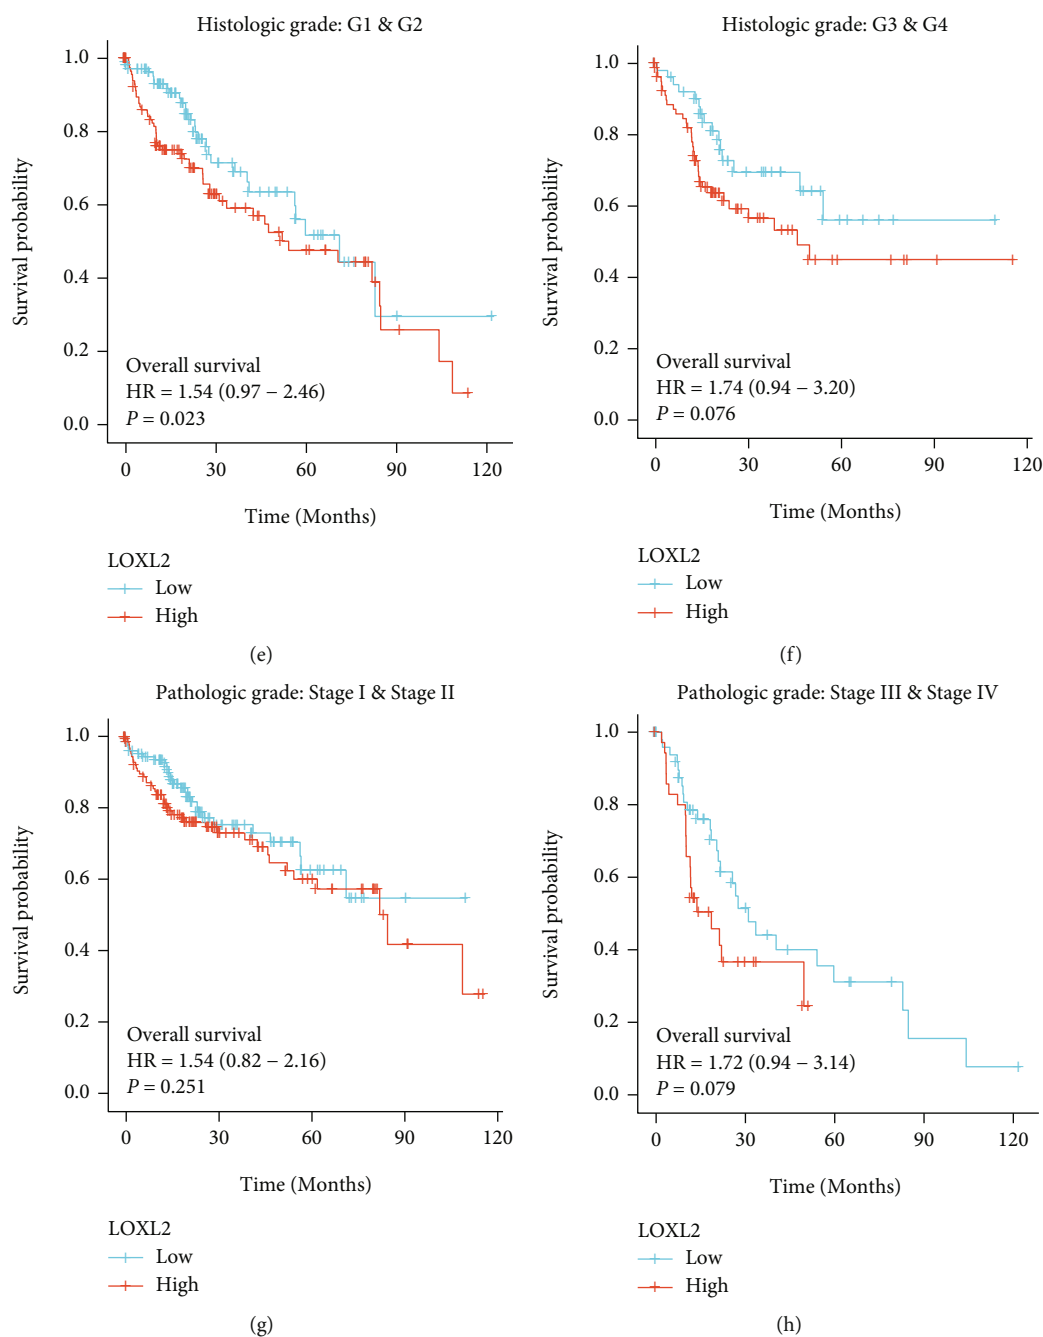 Histologic grade: G1 & G2
Survival probability
1.0
0.8
0.6
0.4
0.2
0.0
Overall survival
HR = 1.54 (0.97 − 2.46)
P = 0.023
0 30 60 90 120
Time (Months)
LOXL2
Low
High
(e)
Histologic grade: G3 & G4
Survival probability
1.0
0.8
0.6
0.4
0.2
0.0
Overall survival
HR = 1.74 (0.94 − 3.20)
P = 0.076
0 30 60 90 120
Time (Months)
LOXL2
Low
High
(f)
Pathologic grade: Stage I & Stage II
Survival probability
1.0
0.8
0.6
0.4
0.2
0.0
Overall survival
HR = 1.54 (0.82 − 2.16)
P = 0.251
0 30 60 90 120
Time (Months)
LOXL2
Low
High
(g)
Pathologic grade: Stage III & Stage IV
Survival probability
1.0
0.8
0.6
0.4
0.2
0.0
Overall survival
HR = 1.72 (0.94 − 3.14)
P = 0.079
0 30 60 90 120
Time (Months)
LOXL2
Low
High
(h)